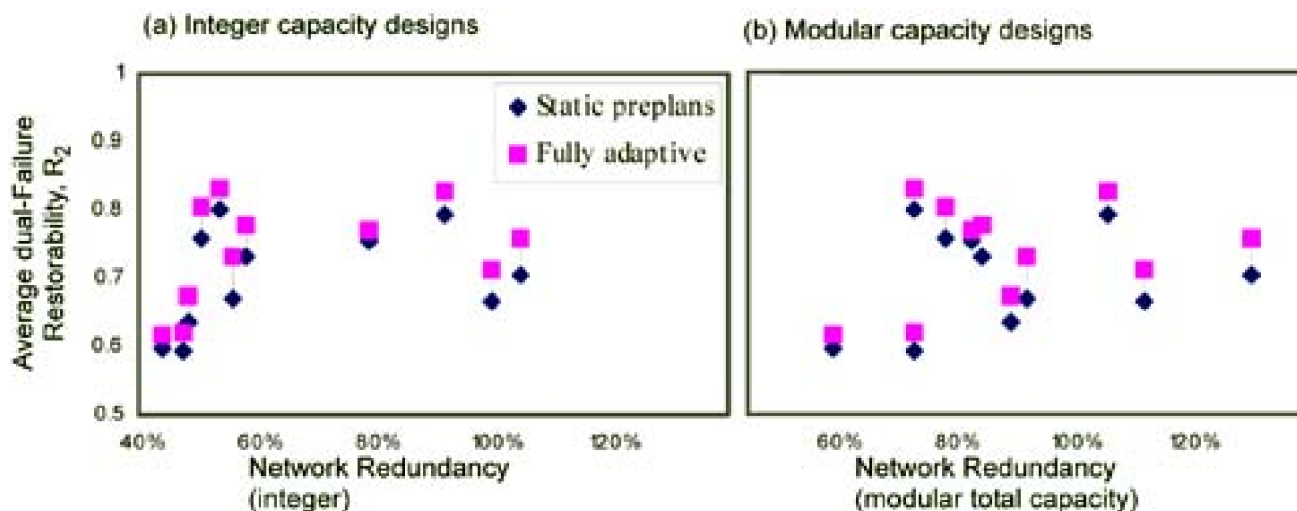 (a) Integer capacity designs
(b) Modular capacity designs
Average dual-Failure
Restorability, R2
1
0.9
0.8
0.7
0.6
0.5
Static preplans
Fully adaptive
40% 60% 80% 100% 120%
Network Redundancy
(integer)
60% 80% 100% 120%
Network Redundancy
(modular total capacity)